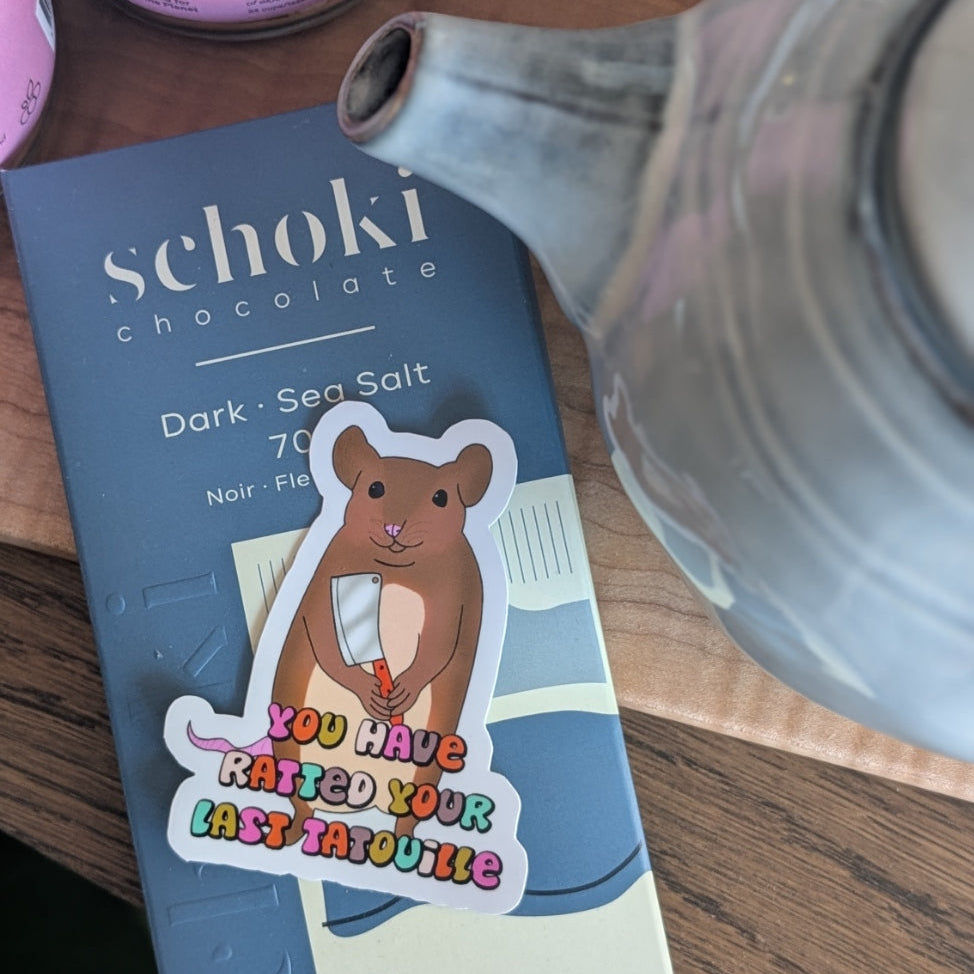 schoki
chocolate
Dark · Sea Salt
70
Noir · Fle
YOU HAVE
RATTED YOUR
LAST TATOUiLLE